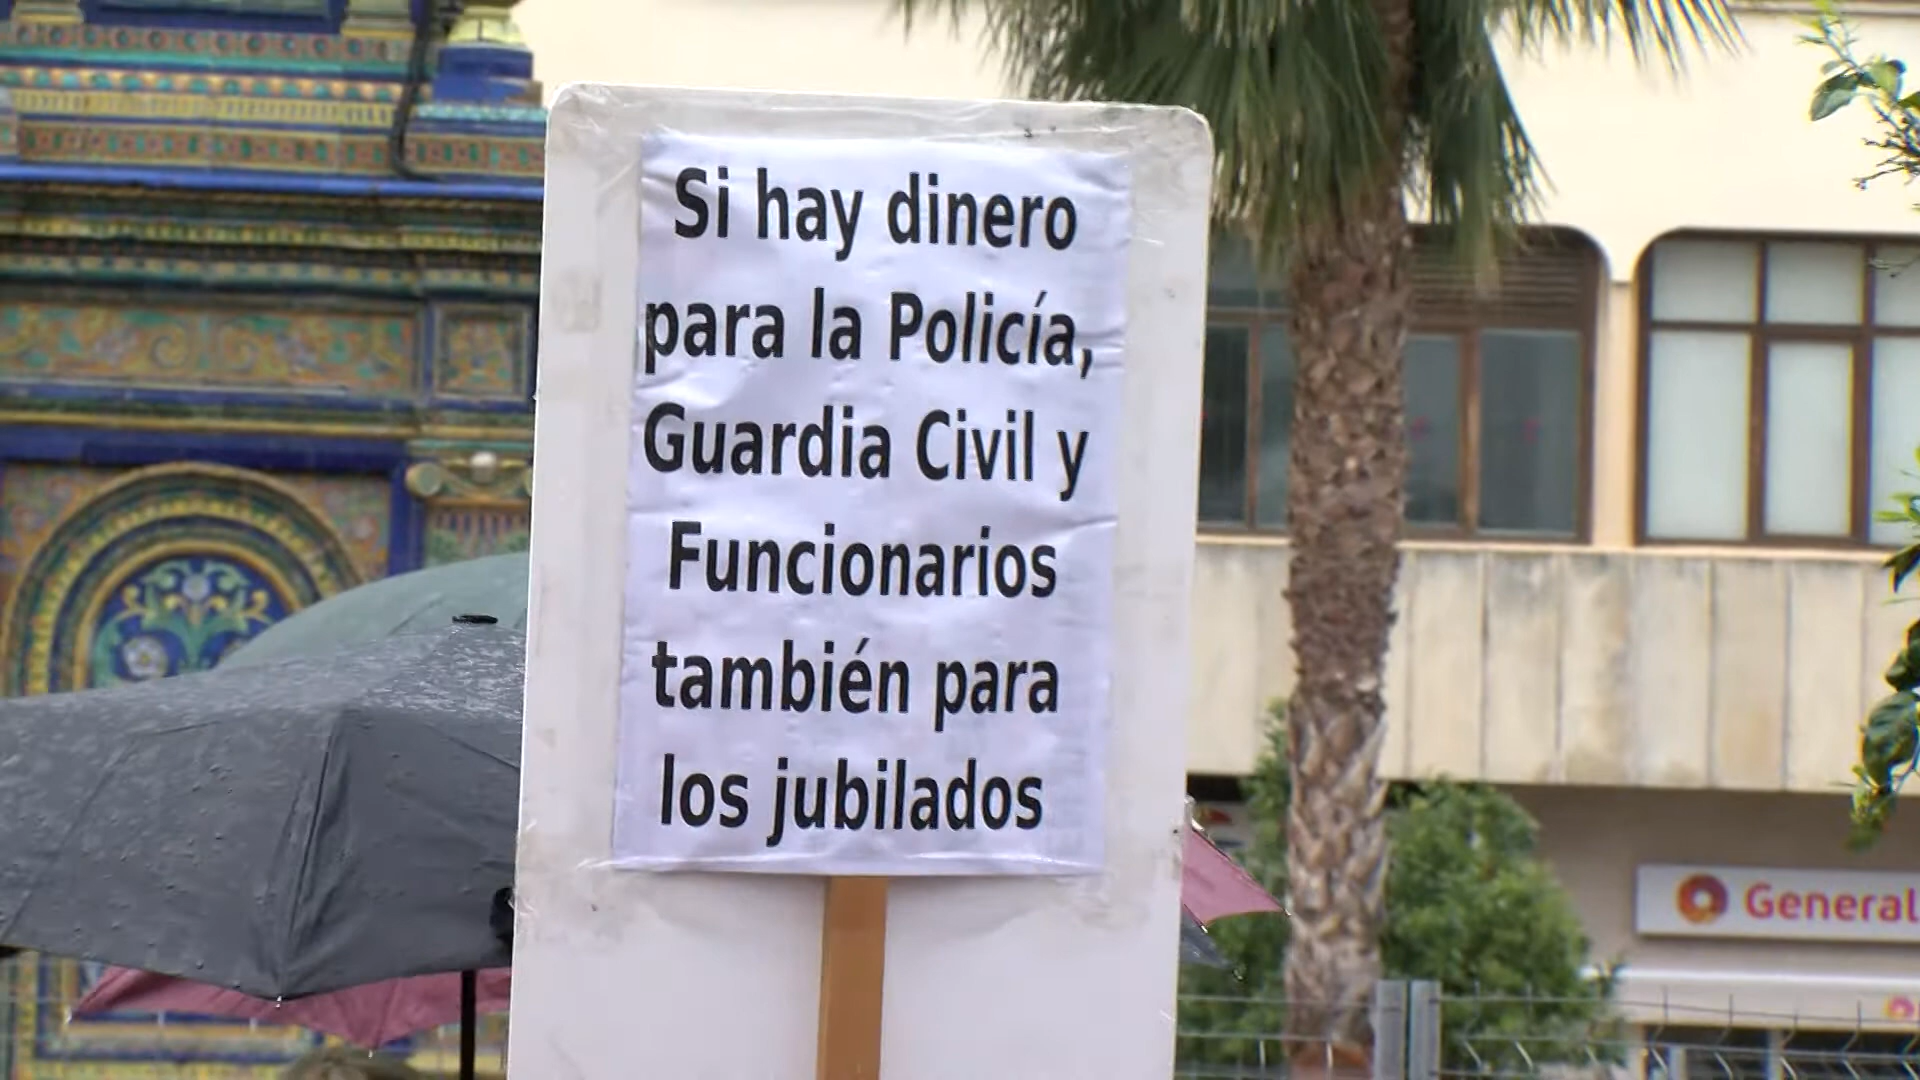 Si hay dinero
para la Policía,
Guardia Civil y
Funcionarios
también para
los jubilados
General